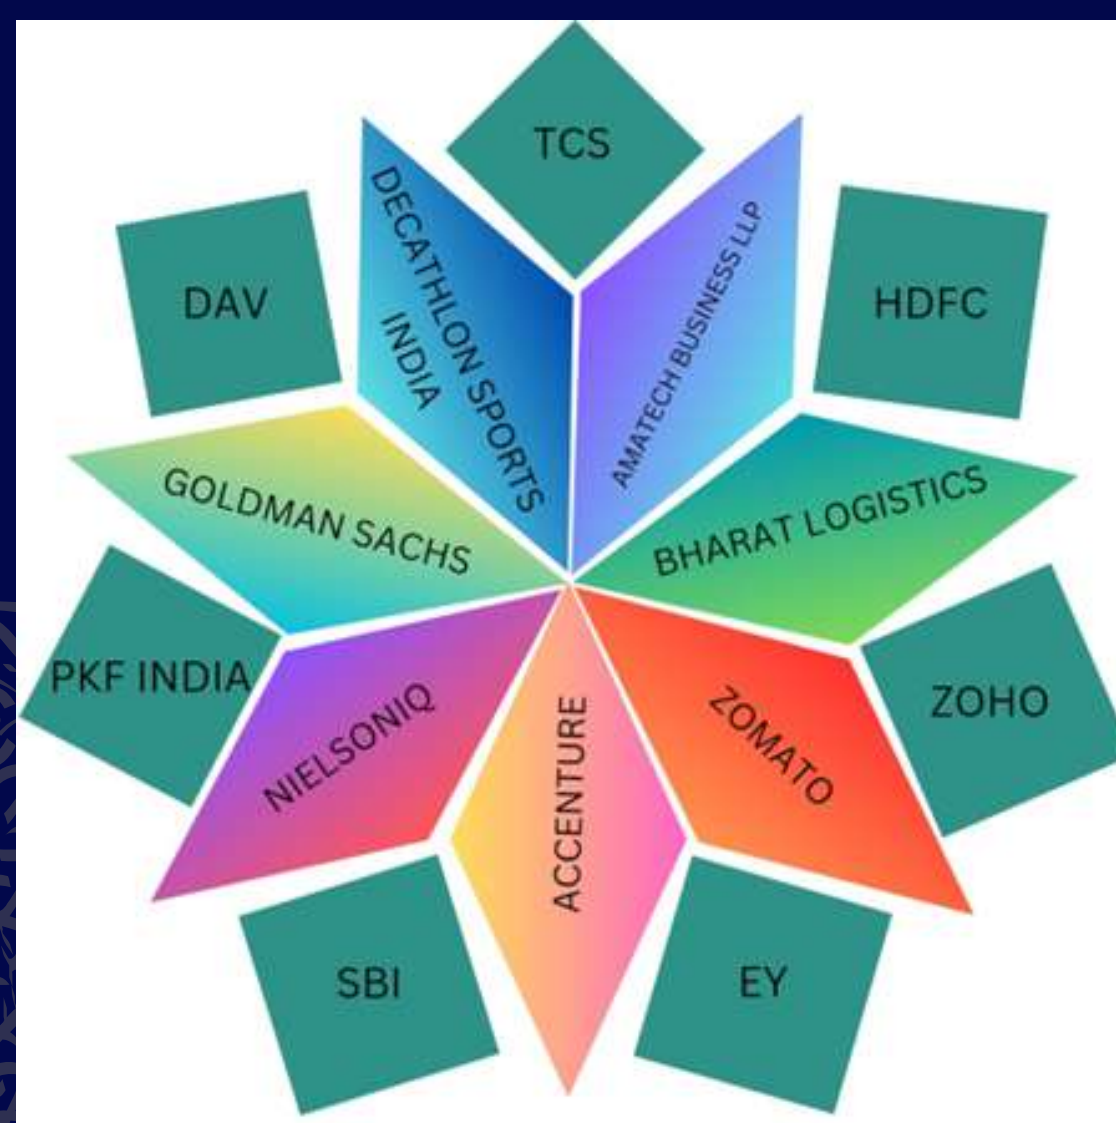 TCS
DECATHLON SPORTS
INDIA
AMATECH BUSINESS LLP
DAV
HDFC
GOLDMAN SACHS
BHARAT LOGISTICS
PKF INDIA
ZOHO
NIELSONIQ
ZOMATO
ACCENTURE
SBI
EY